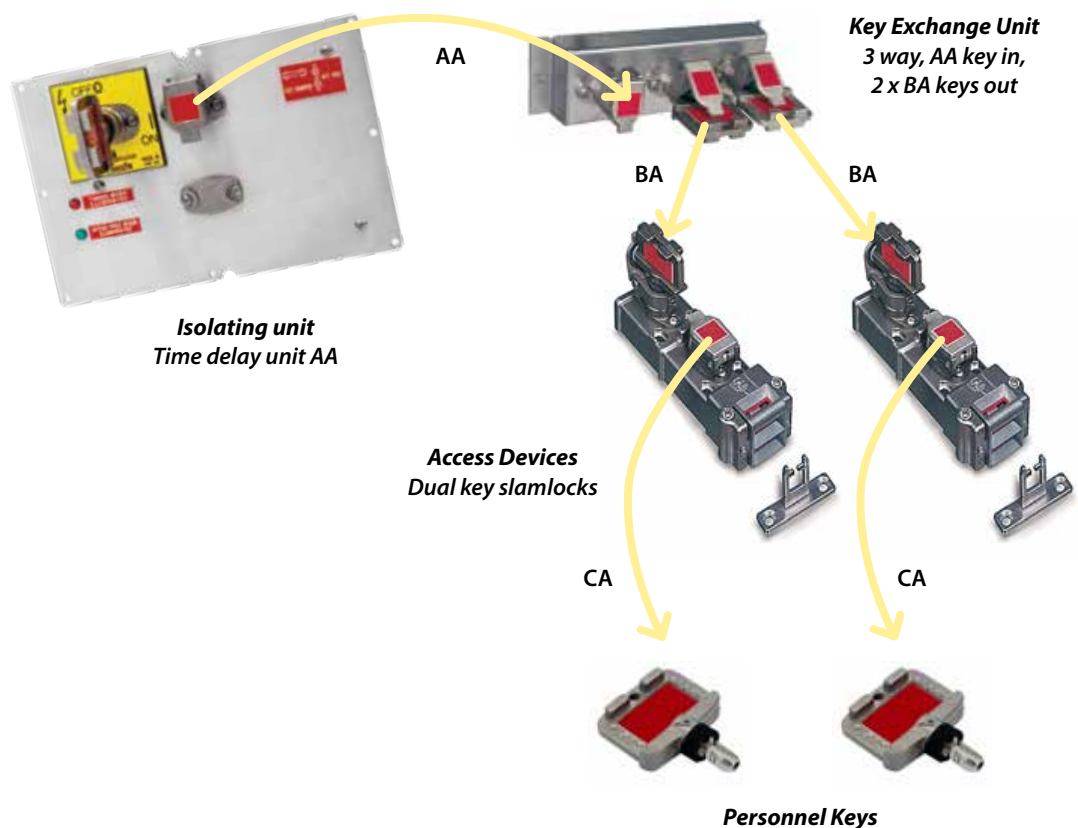 Key Exchange Unit
3 way, AA key in,
2 x BA keys out
AA
OFF
ON
BA
BA
Isolating unit
Time delay unit AA
Access Devices
Dual key slamlocks
CA
CA
Personnel Keys